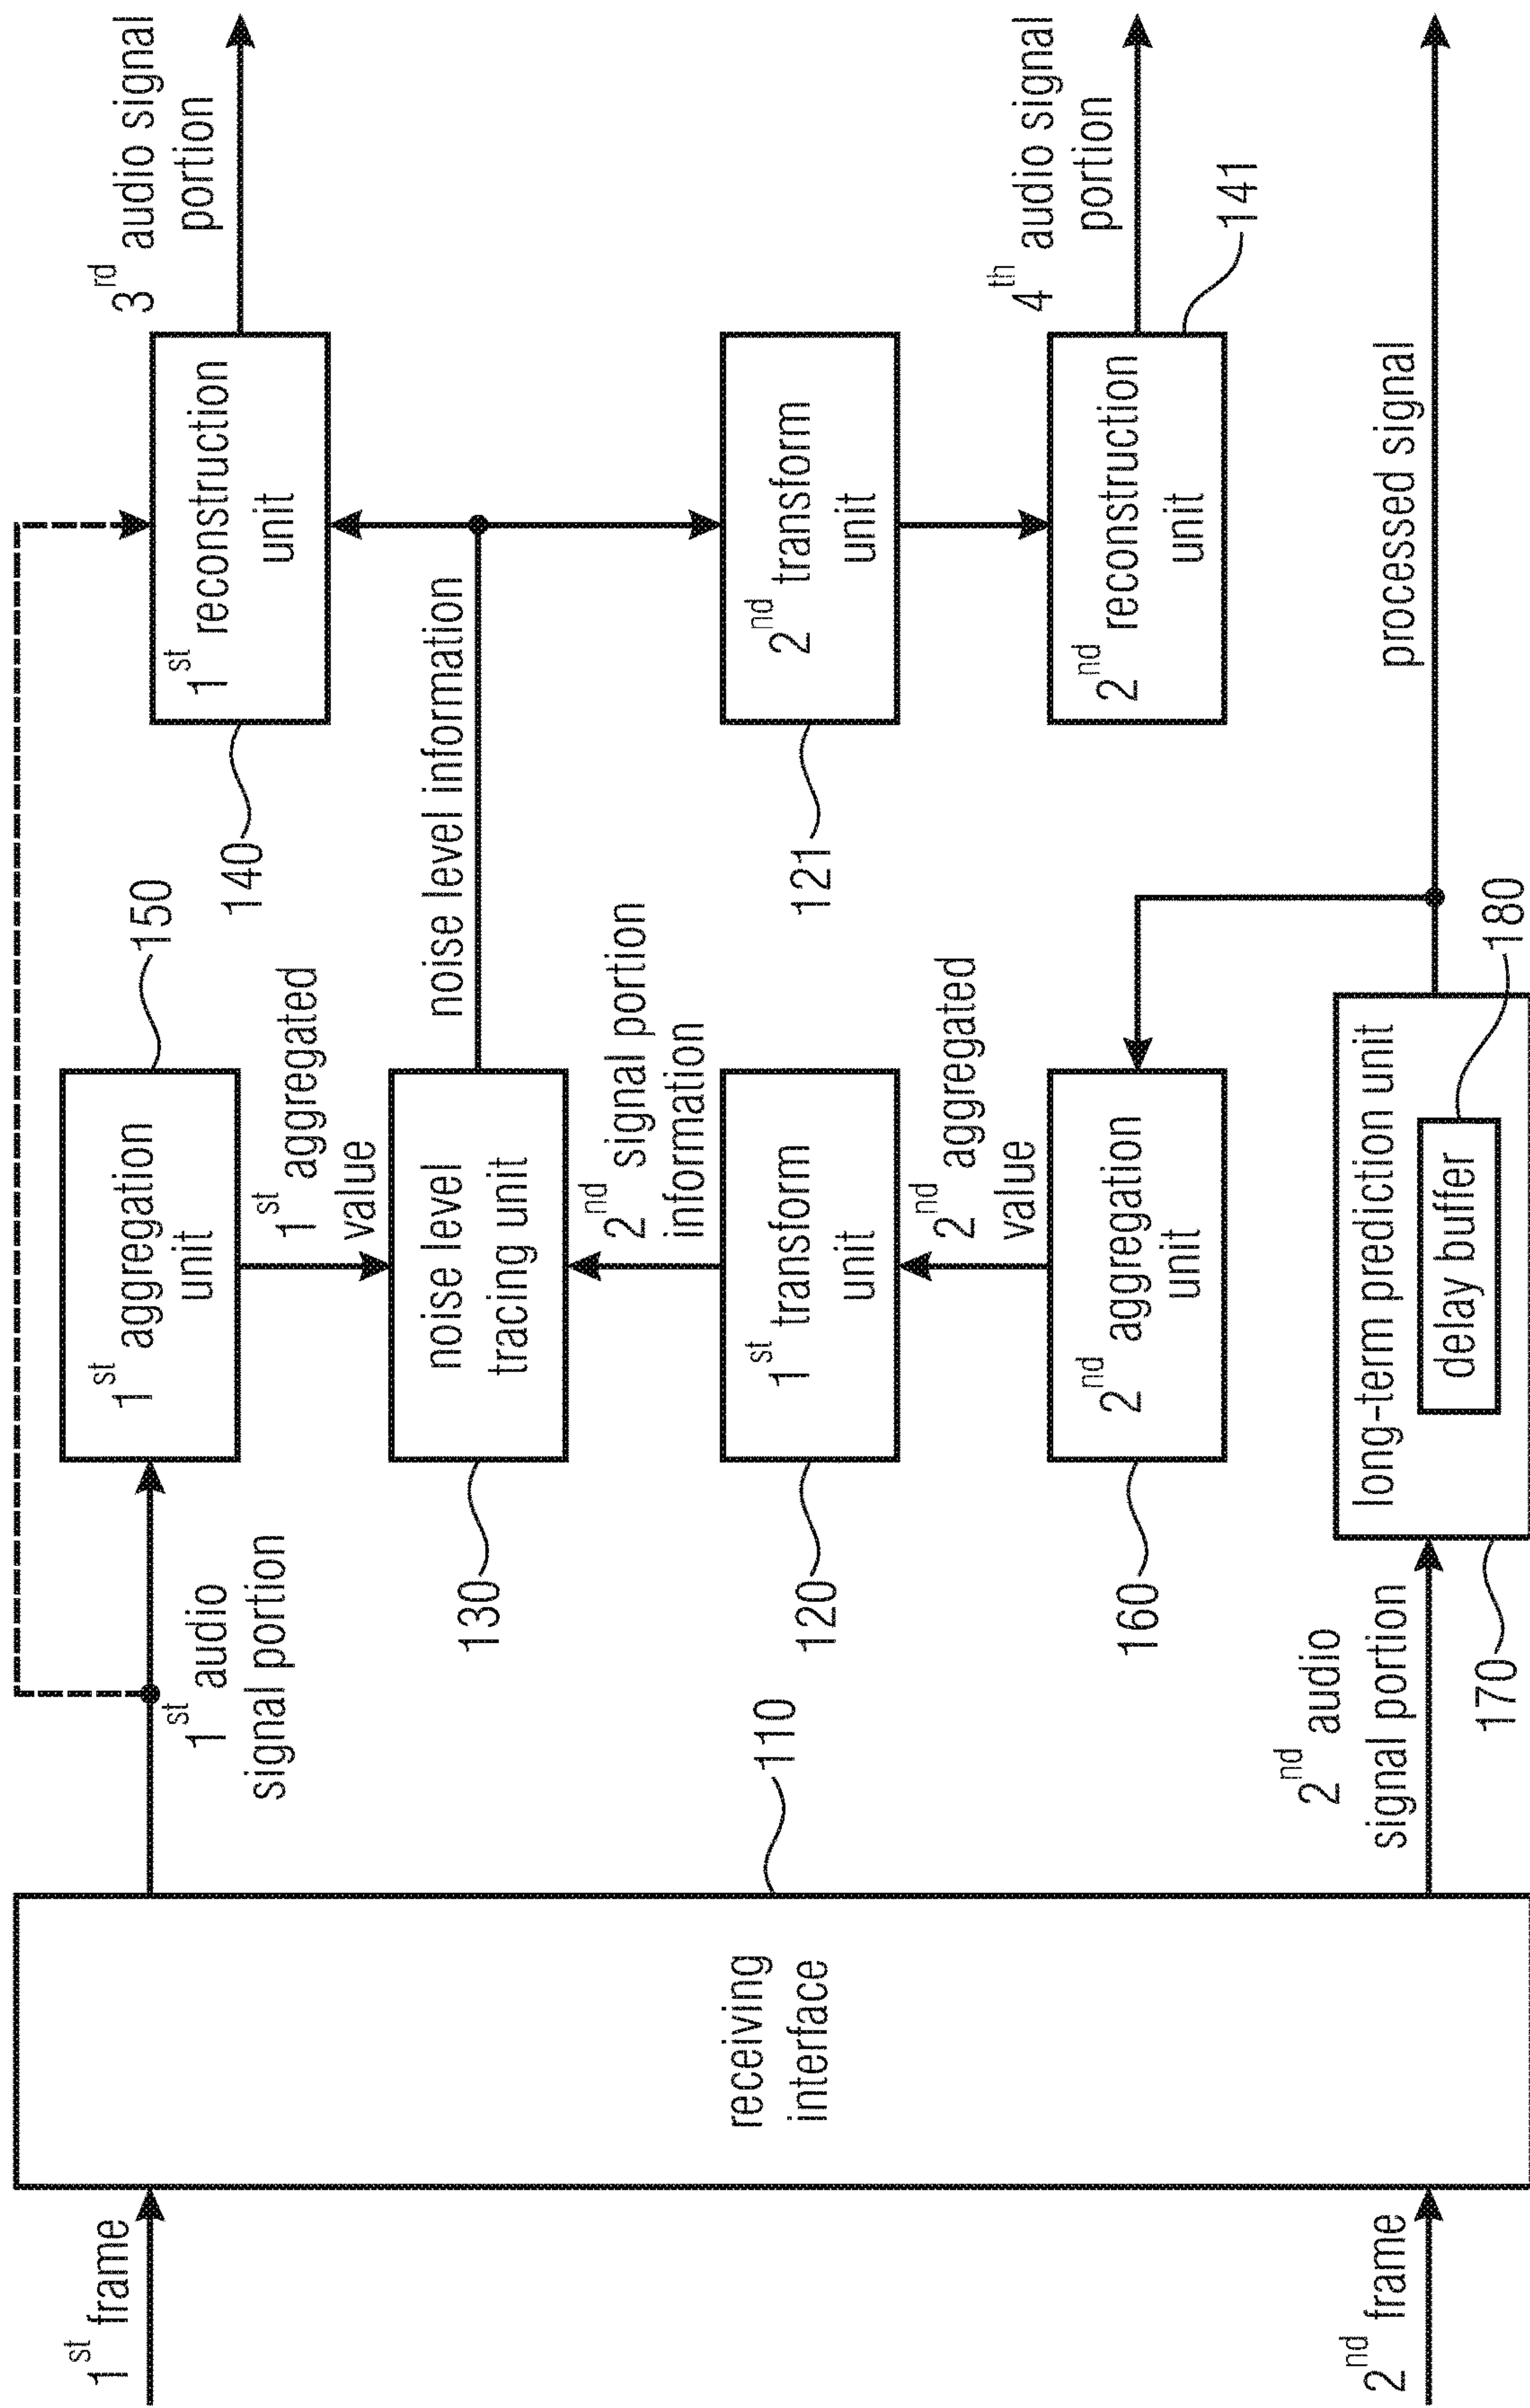 1st frame
2nd frame
receiving
interface
110
1st audio
signal portion
2nd audio
signal portion
1st aggregation
unit
150
1st aggregated
value
noise level
tracing unit
130
2nd signal portion
information
1st transform
unit
120
2nd aggregated
value
2nd aggregation
unit
160
long-term prediction unit
delay buffer
170
180
noise level information
1st reconstruction
unit
140
2nd transform
unit
121
2nd reconstruction
unit
141
3rd audio signal
portion
4th audio signal
portion
processed signal